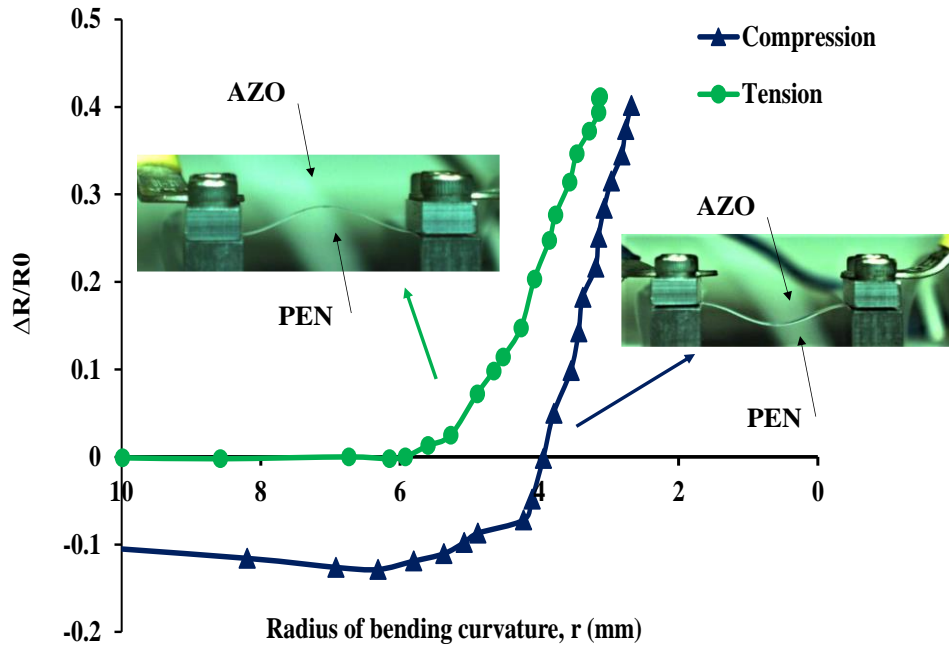 0.5
0.4
0.3
0.2
0.1
0
-0.1
-0.2
ΔR/R0
Compression
Tension
AZO
PEN
AZO
PEN
10
8
6
4
2
0
Radius of bending curvature, r (mm)